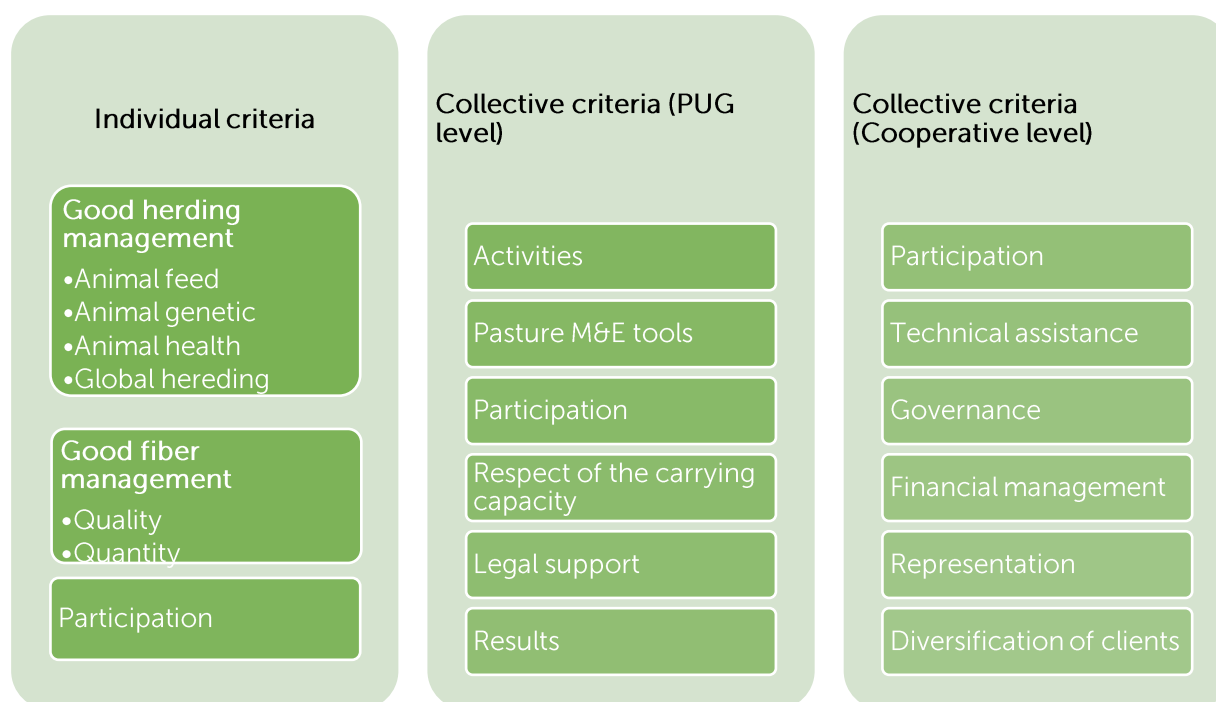 Individual criteria
Good herding
management
•Animal feed
•Animal genetic
•Animal health
•Global hereding
Good fiber
management
•Quality
•Quantity
Participation
Collective criteria (PUG
level)
Activities
Pasture M&E tools
Participation
Respect of the carrying
capacity
Legal support
Results
Collective criteria
(Cooperative level)
Participation
Technical assistance
Governance
Financial management
Representation
Diversification of clients